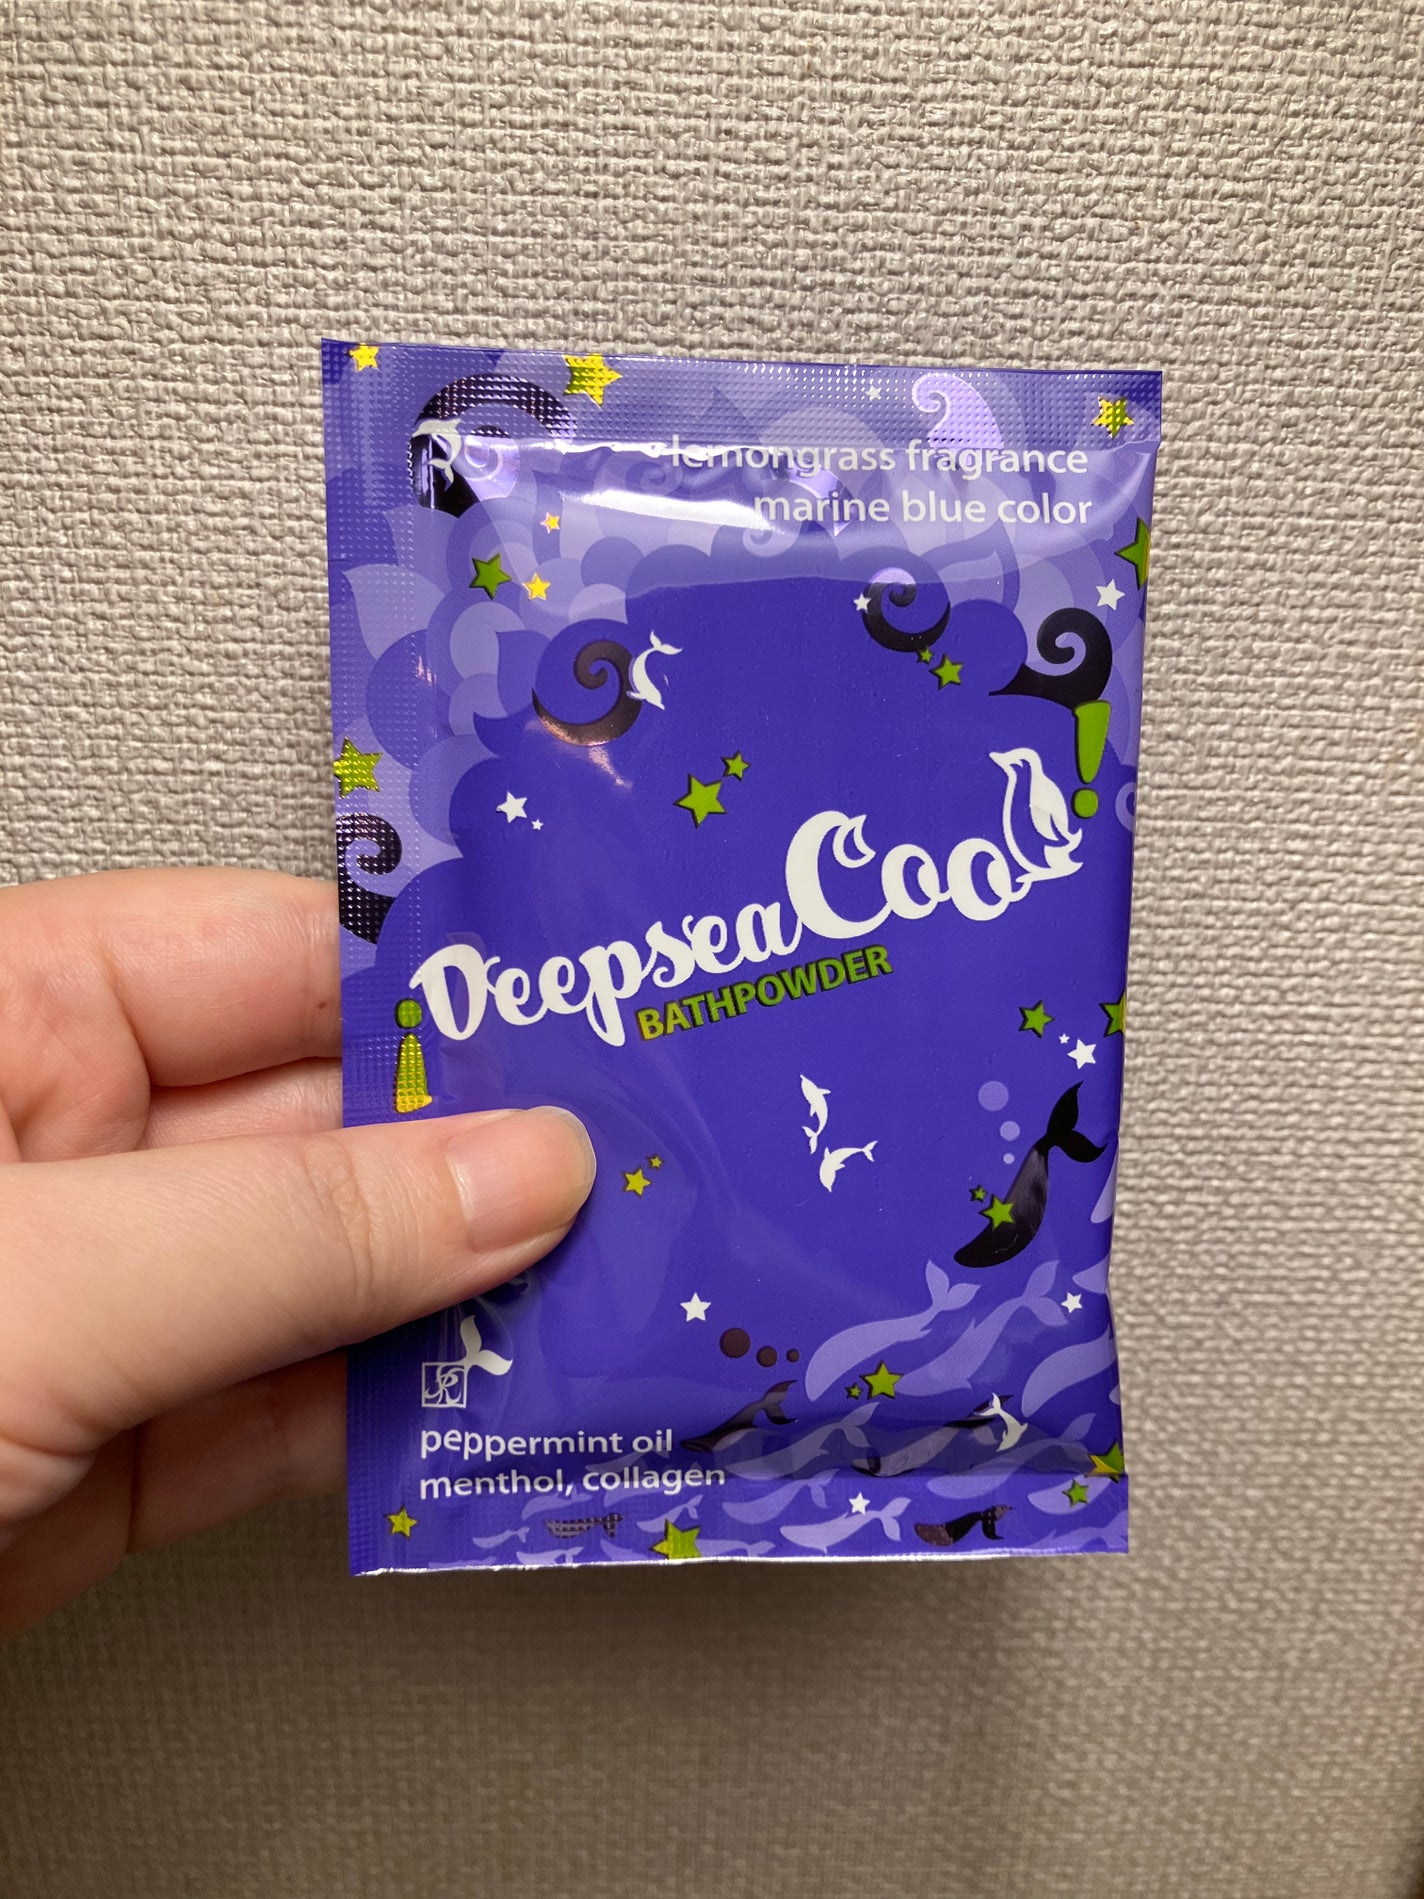 lemongrass fragrance
marine blue color
¡DeepseaCool!
BATHPOWDER
peppermint oil
menthol, collagen